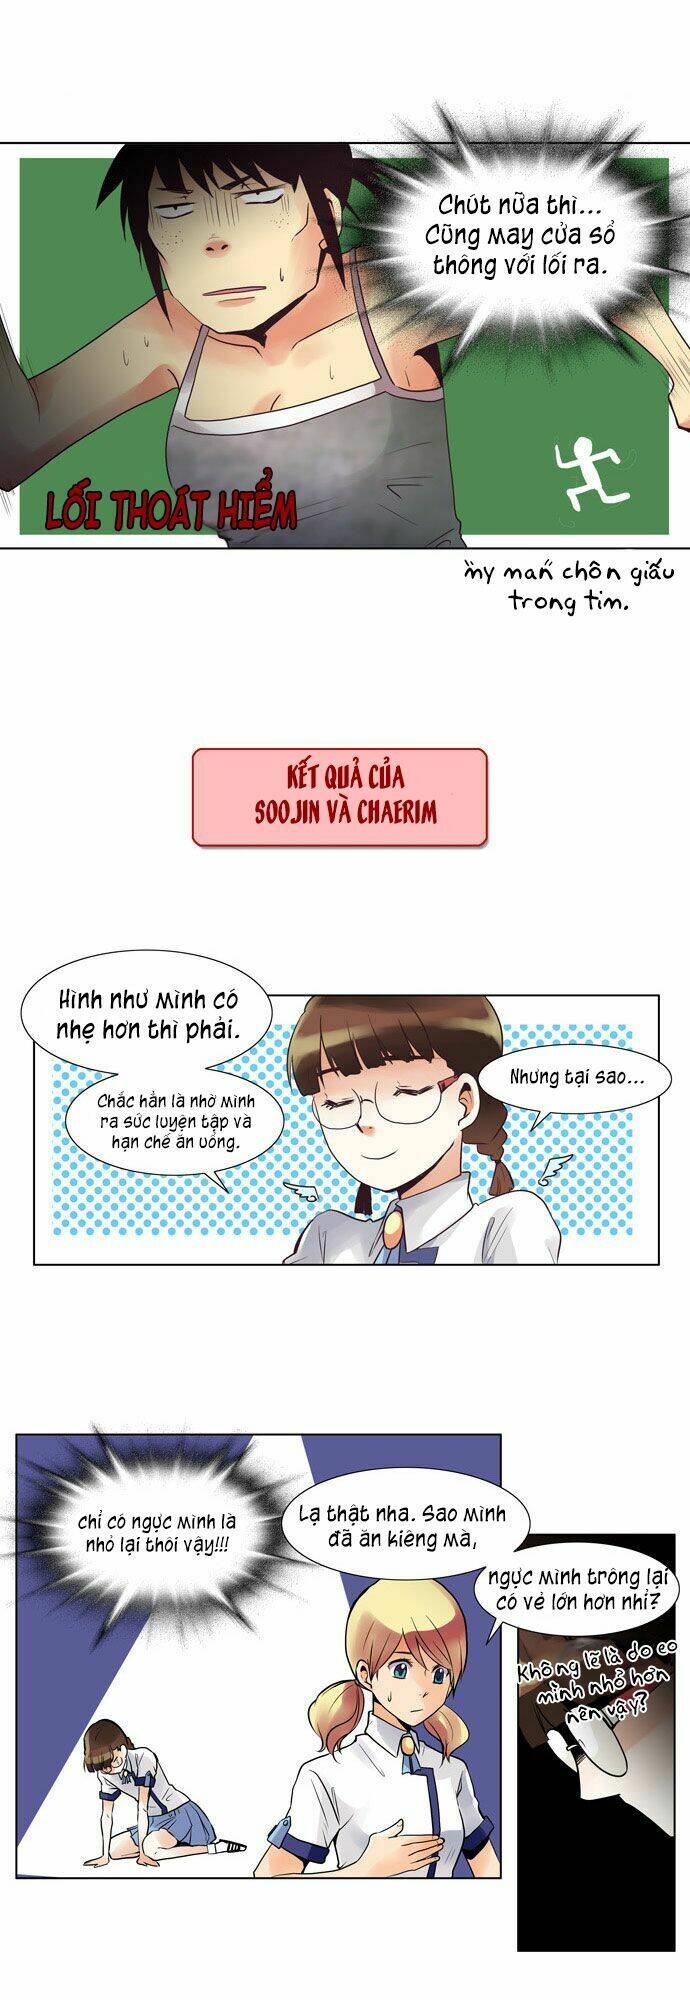 Chút nữa thì...
Cũng may cửa sổ
thông với lối ra.
LỐI THOÁT HIỂM
"my man" chôn giấu
trong tim.
KẾT QUẢ CỦA
SOOJIN VÀ CHAERIM
Hình như mình có
nhẹ hơn thì phải.
Chắc hẳn là nhờ mình
ra sức luyện tập và
hạn chế ăn uống.
Nhưng tại sao...
chỉ có ngực mình là
nhỏ lại thôi vậy!!!
Lạ thật nha. Sao mình
đã ăn kiêng mà,
ngực mình trông lại
có vẻ lớn hơn nhỉ?
Không lẽ là do eo
mình nhỏ hơn
nên vậy?